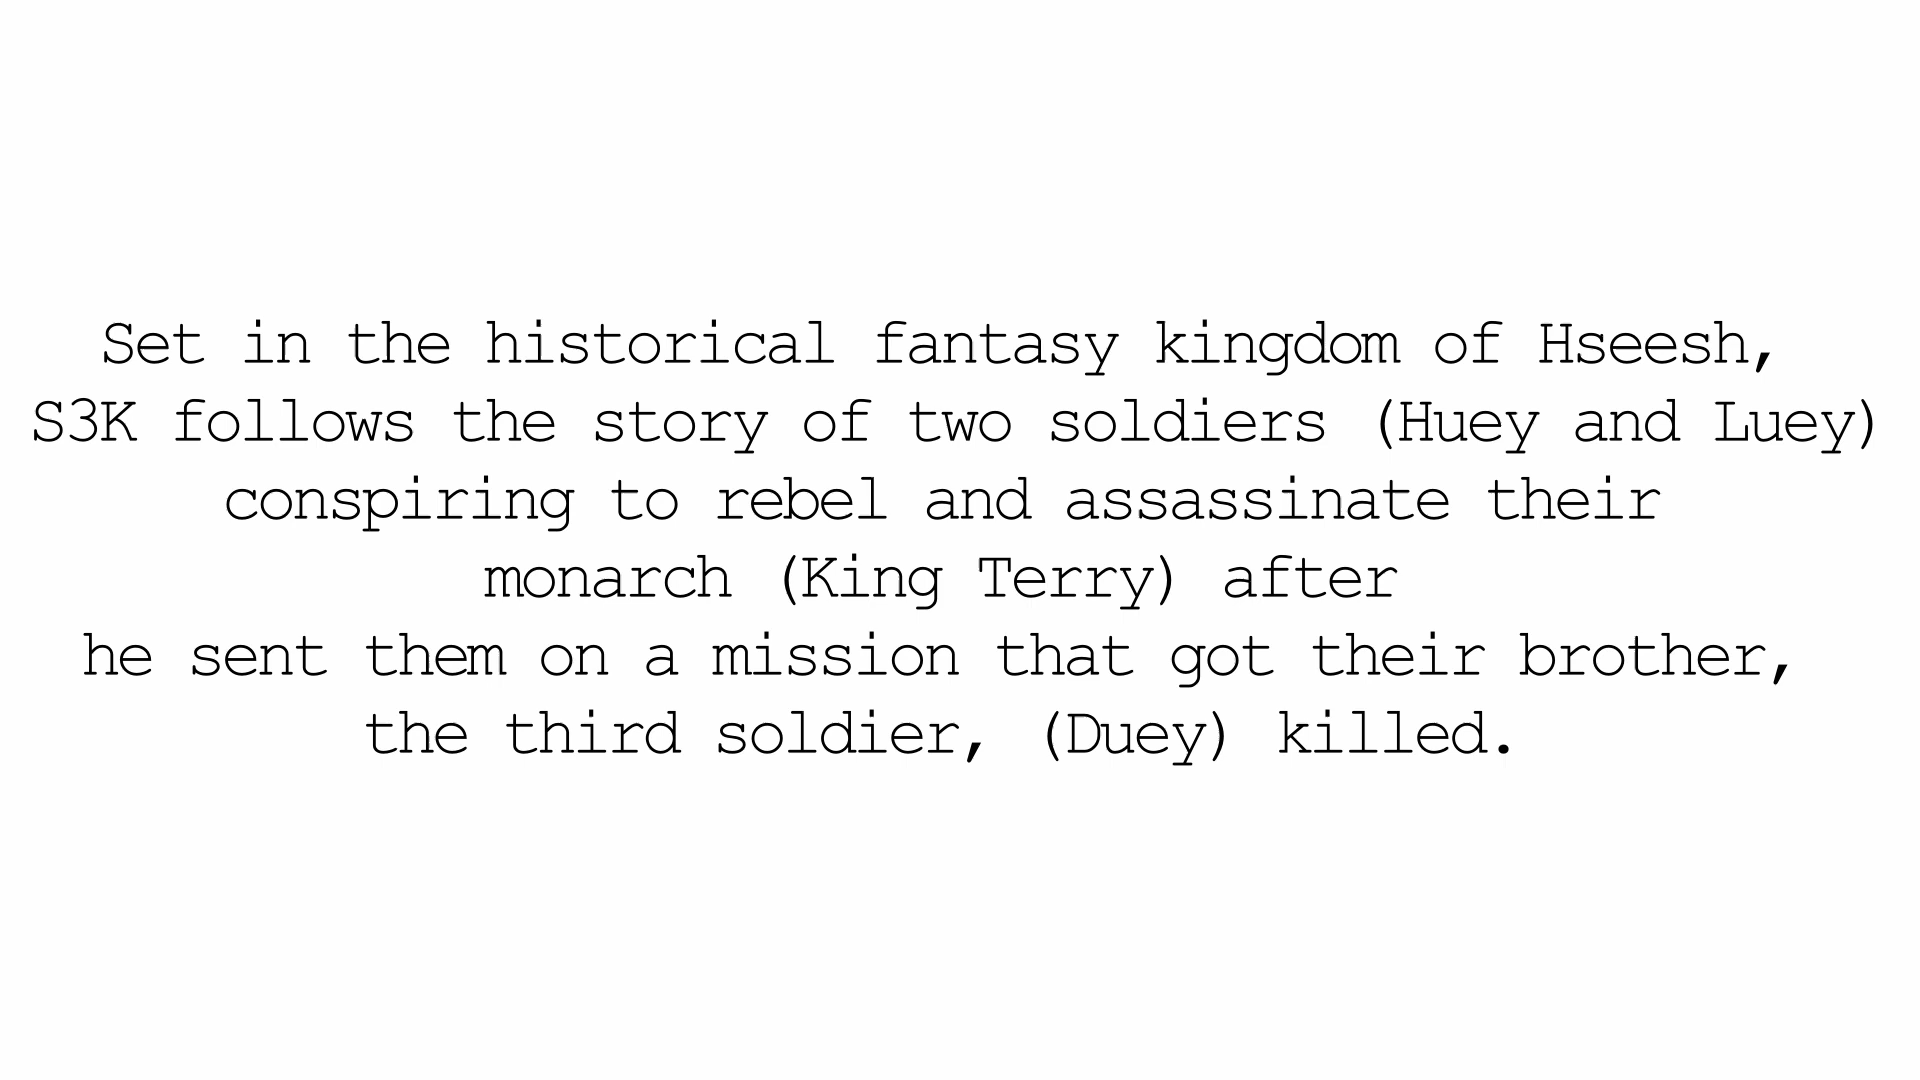 Set in the historical fantasy kingdom of Hseesh,
S3K follows the story of two soldiers (Huey and Luey)
conspiring to rebel and assassinate their
monarch (King Terry) after
he sent them on a mission that got their brother,
the third soldier, (Duey) killed.